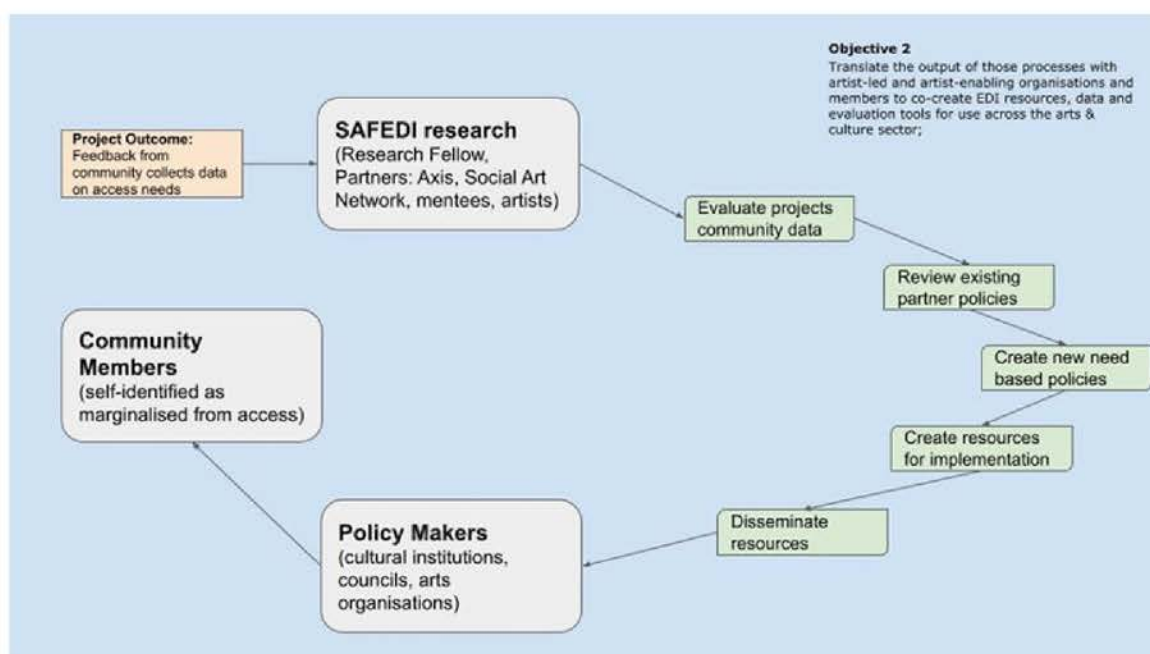 Objective 2
Translate the output of those processes with
artist-led and artist-enabling organisations and
members to co-create EDI resources, data and
evaluation tools for use across the arts &
culture sector;
Project Outcome:
Feedback from
community collects data
on access needs
SAFEDI research
(Research Fellow,
Partners: Axis, Social Art
Network, mentees, artists)
Evaluate projects
community data
Review existing
partner policies
Create new need
based policies
Create resources
for implementation
Disseminate
resources
Policy Makers
(cultural institutions,
councils, arts
organisations)
Community
Members
(self-identified as
marginalised from access)